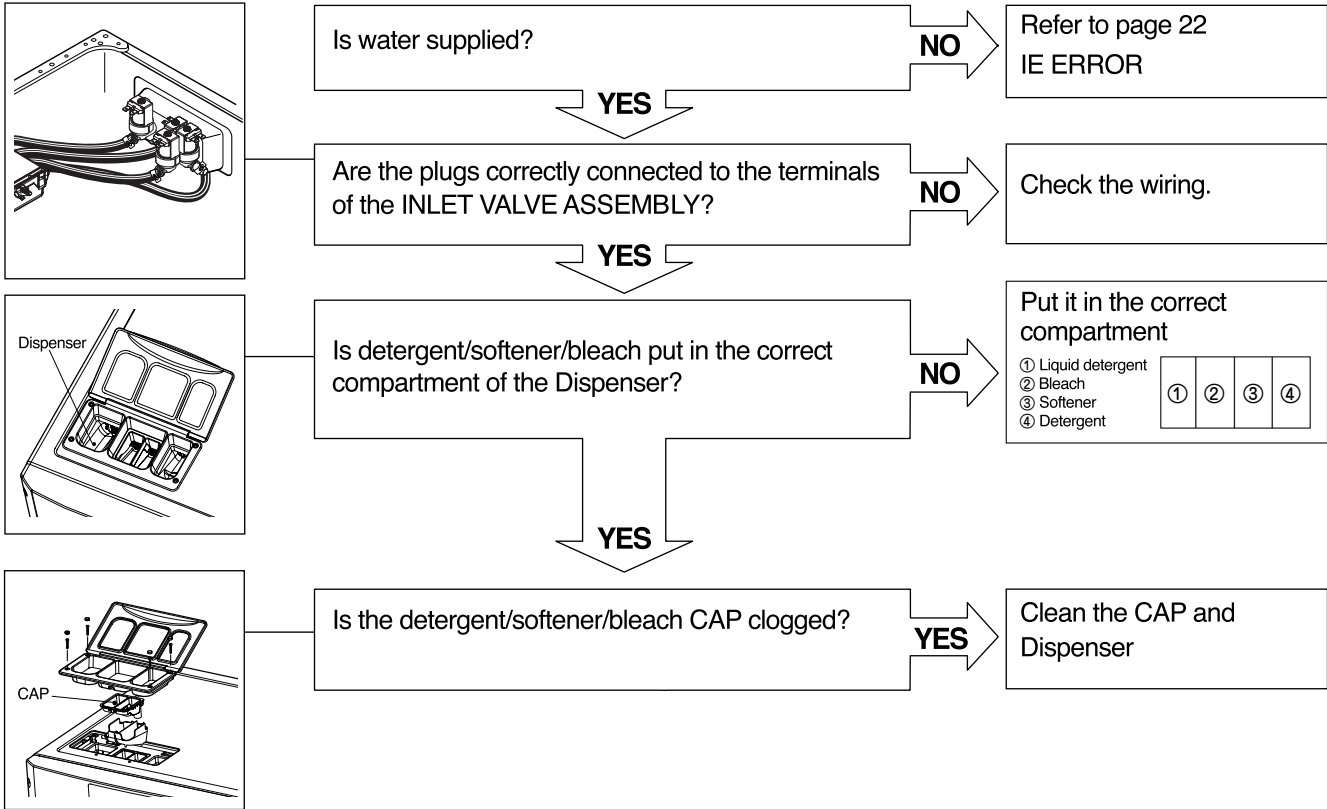 Is water supplied?
NO
Refer to page 22
IE ERROR
YES
Are the plugs correctly connected to the terminals
of the INLET VALVE ASSEMBLY?
NO
Check the wiring.
YES
Dispenser
Is detergent/softener/bleach put in the correct
compartment of the Dispenser?
NO
Put it in the correct
compartment
① Liquid detergent
② Bleach
③ Softener
④ Detergent
① ② ③ ④
YES
CAP
Is the detergent/softener/bleach CAP clogged?
YES
Clean the CAP and
Dispenser